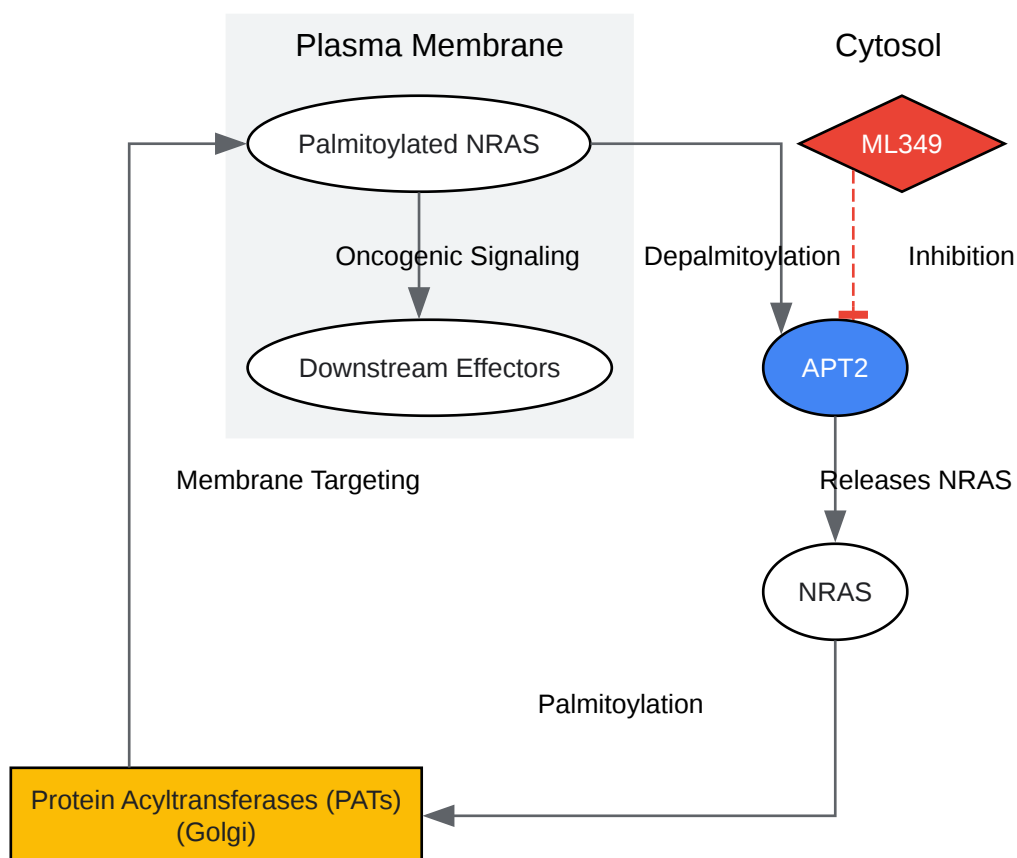 Plasma Membrane
Cytosol
Palmitoylated NRAS
ML349
Oncogenic Signaling
Depalmitoylation
Inhibition
Downstream Effectors
APT2
Membrane Targeting
Releases NRAS
NRAS
Palmitoylation
Protein Acyltransferases (PATs)
(Golgi)